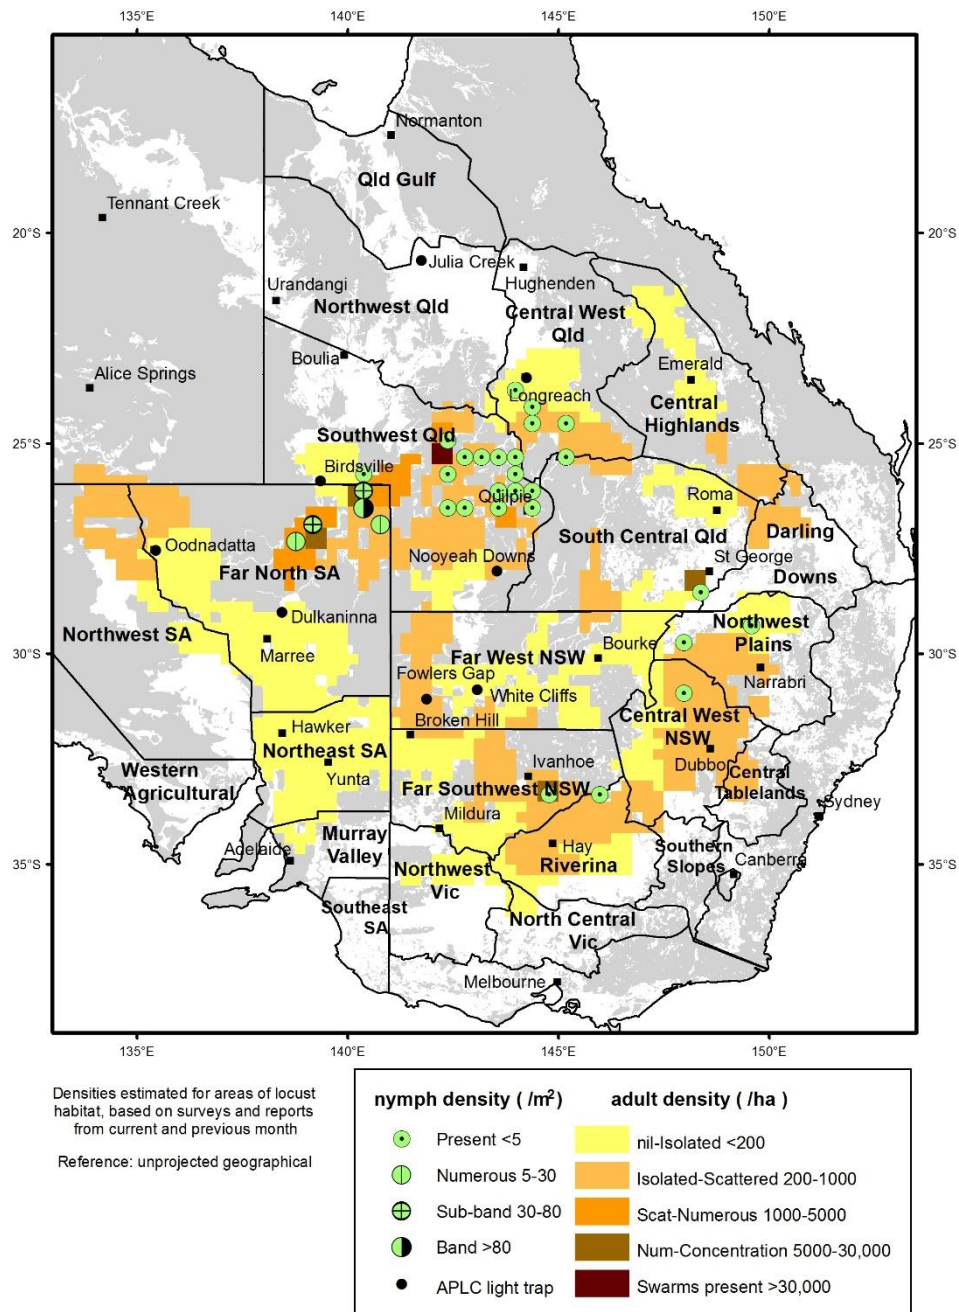 135°E 140°E 145°E 150°E
Normanton
Qld Gulf
Tennant Creek
20°S 20°S
Julia Creek
Hughenden
Urandangi
Northwest Qld
Central West
Qld
Boulia
Emerald
Alice Springs
Longreach
Central
Highlands
Southwest Qld
25°S 25°S
Birdsville
Quilpie
Roma
South Central Qld
Darling
Downs
Oodnadatta
Nooyeah Downs
St George
Far North SA
Dulkaninna
Northwest
Plains
Northwest SA
Bourke
Marree
Far West NSW
30°S 30°S
Fowlers Gap
Narrabri
White Cliffs
Hawker
Broken Hill
Central West
NSW
Northeast SA
Ivanhoe
Dubbo
Western
Agricultural
Yunta
Far Southwest NSW
Central
Tablelands
Mildura
Sydney
Murray
Valley
Adelaide
Hay
Riverina
Southern
Slopes
Canberra
35°S 35°S
Northwest
Vic
Southeast
SA
North Central
Vic
Melbourne
135°E 140°E 145°E 150°E
Densities estimated for areas of locust
habitat, based on surveys and reports
from current and previous month
Reference: unprojected geographical
nymph density ( /m²) adult density ( /ha )
Present <5 nil-Isolated <200
Numerous 5-30 Isolated-Scattered 200-1000
Sub-band 30-80 Scat-Numerous 1000-5000
Band >80 Num-Concentration 5000-30,000
APLC light trap Swarms present >30,000